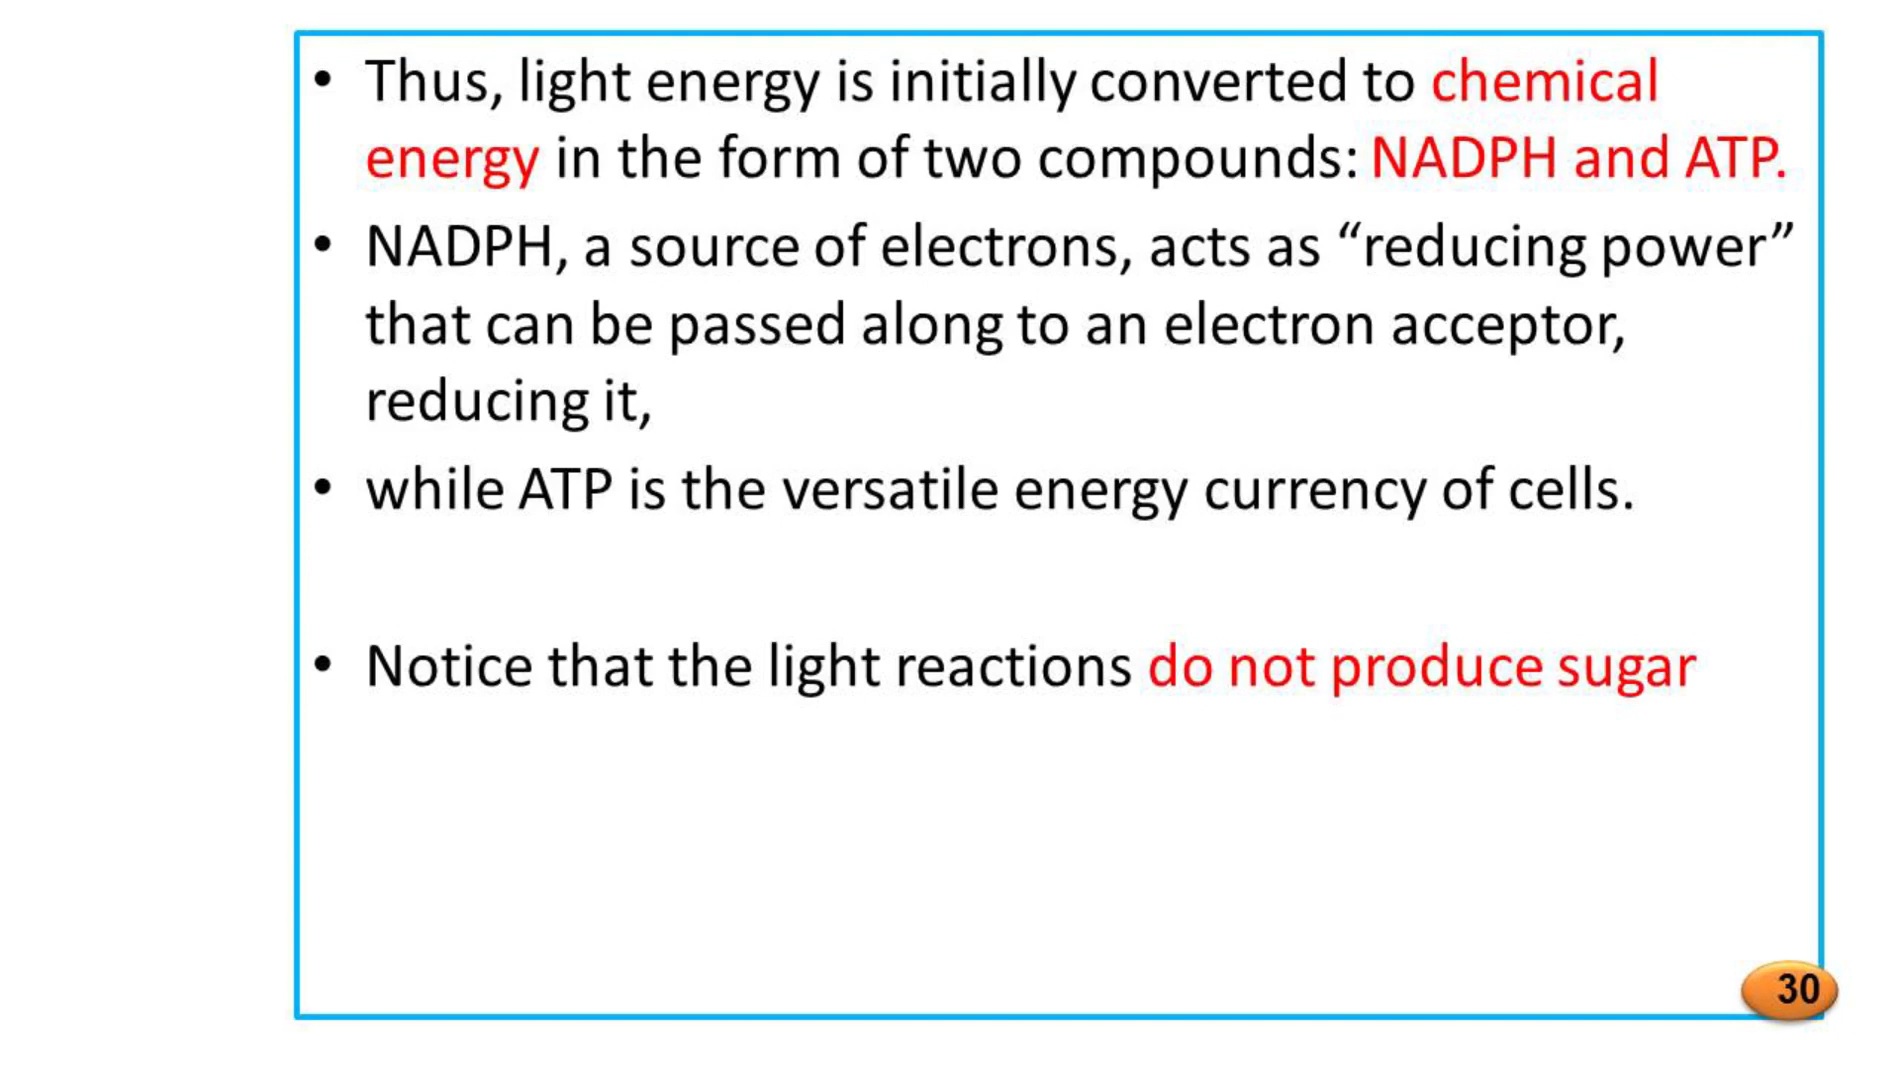 • Thus, light energy is initially converted to chemical
energy in the form of two compounds: NADPH and ATP.
• NADPH, a source of electrons, acts as “reducing power”
that can be passed along to an electron acceptor,
reducing it,
• while ATP is the versatile energy currency of cells.
• Notice that the light reactions do not produce sugar
30